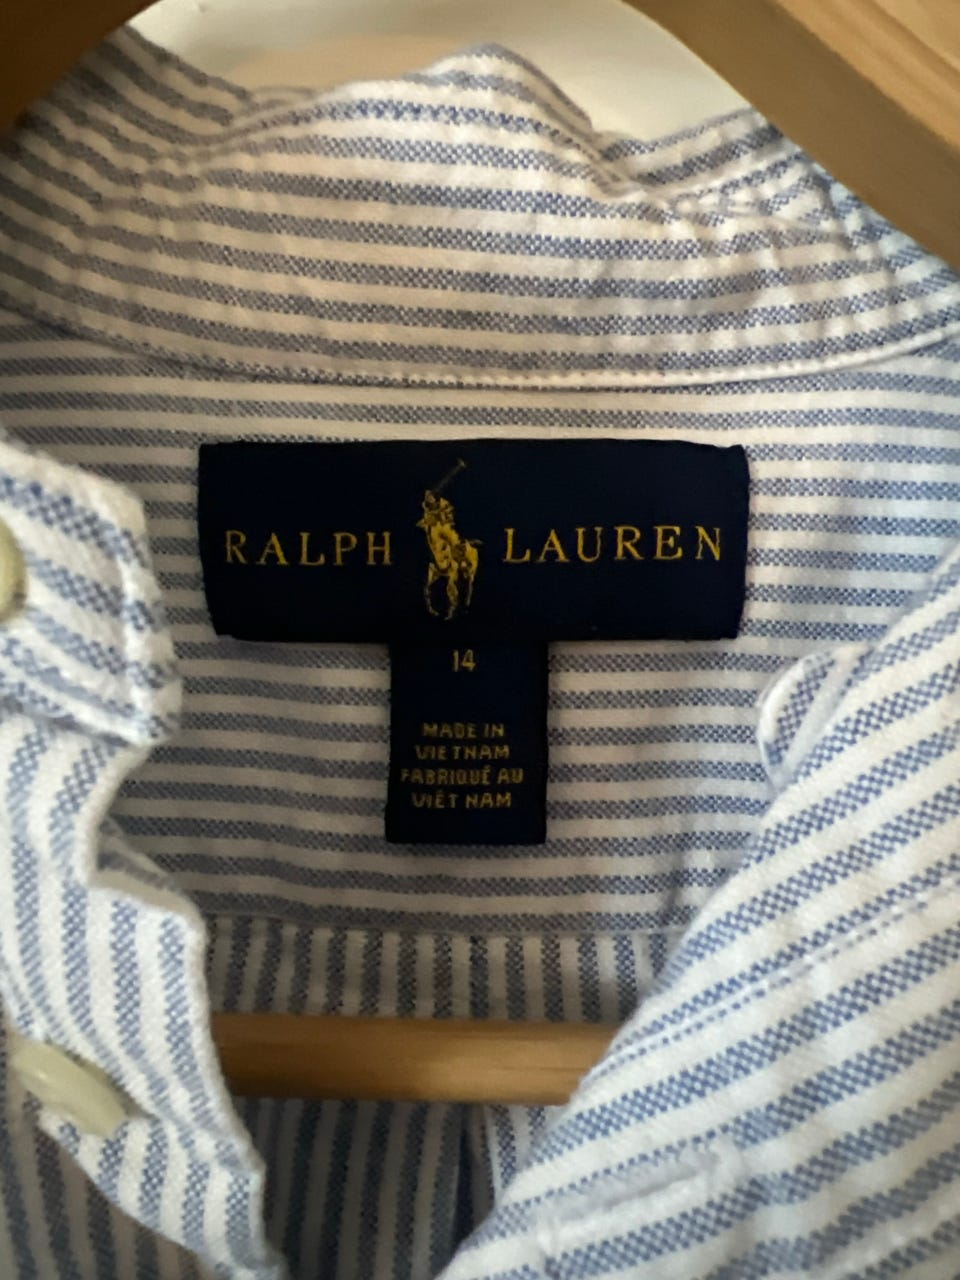 RALPH LAUREN
14
MADE IN
VIETNAM
FABRIQUÉ AU
VIÊT NAM